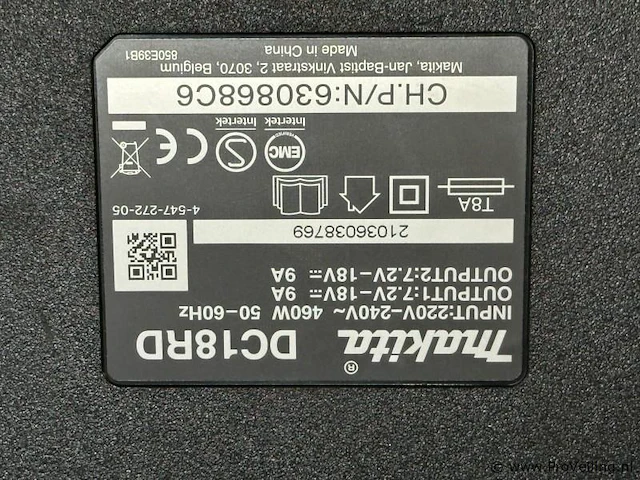 makita® DC18RD
INPUT:220V-240V~ 460W 50-60Hz
OUTPUT1:7.2V-18V⎓ 9A
OUTPUT2:7.2V-18V⎓ 9A
21036038769
T8A
4-547-272-05
EMC
Intertek
S
Intertek
CE
CH.P/N:630868C6
Makita, Jan-Baptist Vinkstraat 2, 3070, Belgium
Made in China
850E39B1
© www.ProVeiling.nl